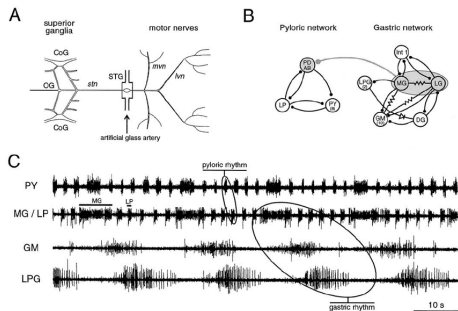 A
superior
ganglia
motor nerves
CoG
OG
CoG
stn
STG
mvn
lvn
artificial glass artery
B
Pyloric network
Gastric network
PD
AB
LP
PY
Int 1
LPG
MG
LG
GM
DG
C
pyloric rhythm
PY
MG
LP
MG / LP
GM
LPG
gastric rhythm
10 s